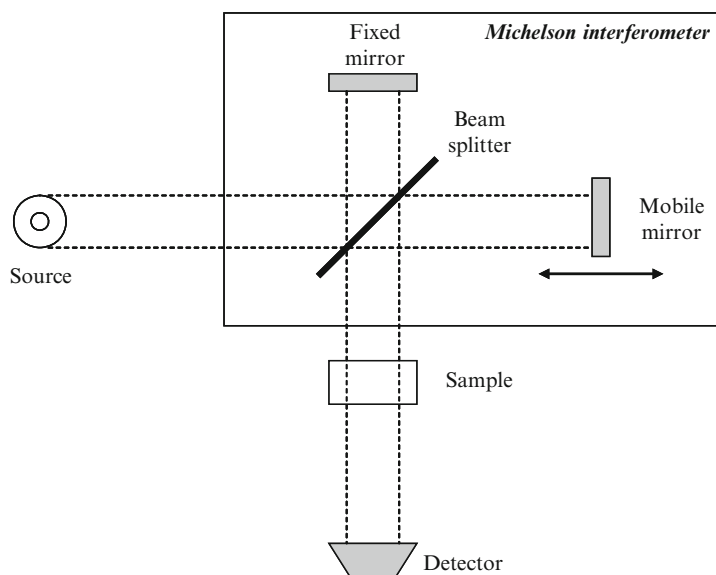 Michelson interferometer
Fixed
mirror
Beam
splitter
Mobile
mirror
Source
Sample
Detector